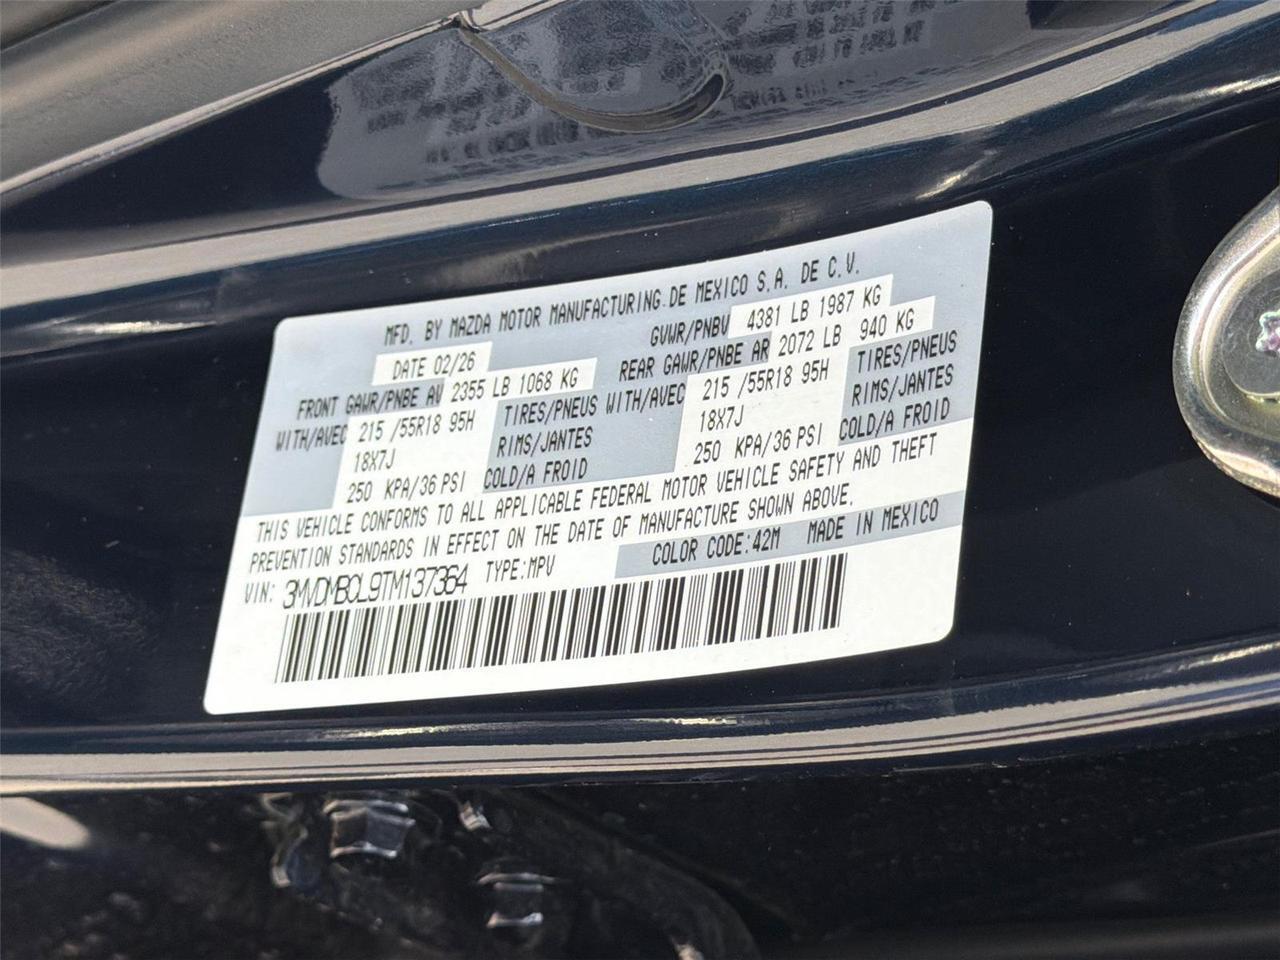 MFD. BY MAZDA MOTOR MANUFACTURING DE MEXICO S.A. DE C.V.
DATE 02/26 GVWR/PNBV 4381 LB 1987 KG
FRONT GAWR/PNBE AV 2355 LB 1068 KG REAR GAWR/PNBE AR 2072 LB 940 KG
WITH/AVEC 215 /55R18 95H TIRES/PNEUS WITH/AVEC 215 /55R18 95H TIRES/PNEUS
18X7J RIMS/JANTES 18X7J RIMS/JANTES
250 KPA/36 PSI COLD/A FROID 250 KPA/36 PSI COLD/A FROID
THIS VEHICLE CONFORMS TO ALL APPLICABLE FEDERAL MOTOR VEHICLE SAFETY AND THEFT
PREVENTION STANDARDS IN EFFECT ON THE DATE OF MANUFACTURE SHOWN ABOVE.
COLOR CODE:42M MADE IN MEXICO
VIN: 3MVDMBCL9TM137364 TYPE:MPV